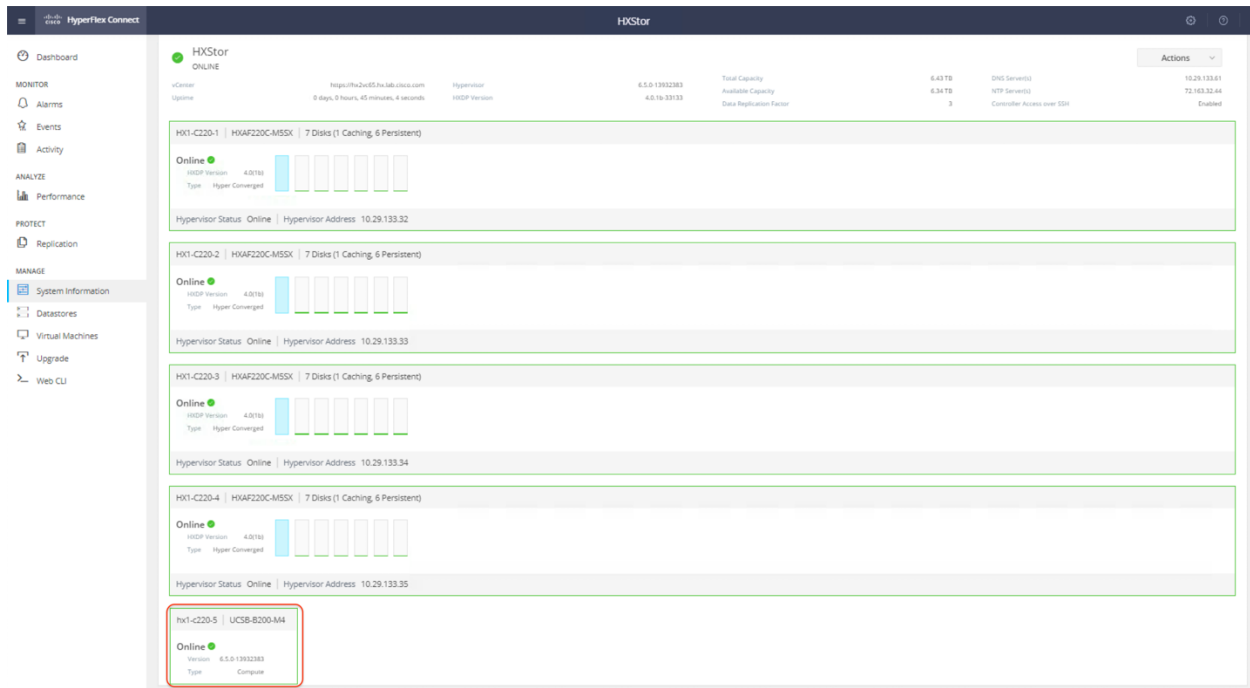 cisco HyperFlex Connect
HXStor
Dashboard
MONITOR
Alarms
Events
Activity
ANALYZE
Performance
PROTECT
Replication
MANAGE
System Information
Datastores
Virtual Machines
Upgrade
Web CLI
HXStor
ONLINE
Actions
vCenter https://hx2vc65.hx.lab.cisco.com
Uptime 0 days, 0 hours, 45 minutes, 4 seconds
Hypervisor 6.5.0-13932383
HXDP Version 4.0.1b-33133
Total Capacity 6.43 TB
Available Capacity 6.34 TB
Data Replication Factor 3
DNS Server(s) 10.29.133.61
NTP Server(s) 72.163.32.44
Controller Access over SSH Enabled
HX1-C220-1 | HXAF220C-M5SX | 7 Disks (1 Caching, 6 Persistent)
Online
HXDP Version 4.0(1b)
Type Hyper Converged
Hypervisor Status Online | Hypervisor Address 10.29.133.32
HX1-C220-2 | HXAF220C-M5SX | 7 Disks (1 Caching, 6 Persistent)
Online
HXDP Version 4.0(1b)
Type Hyper Converged
Hypervisor Status Online | Hypervisor Address 10.29.133.33
HX1-C220-3 | HXAF220C-M5SX | 7 Disks (1 Caching, 6 Persistent)
Online
HXDP Version 4.0(1b)
Type Hyper Converged
Hypervisor Status Online | Hypervisor Address 10.29.133.34
HX1-C220-4 | HXAF220C-M5SX | 7 Disks (1 Caching, 6 Persistent)
Online
HXDP Version 4.0(1b)
Type Hyper Converged
Hypervisor Status Online | Hypervisor Address 10.29.133.35
hx1-c220-5 | UCSB-B200-M4
Online
Version 6.5.0-13932383
Type Compute